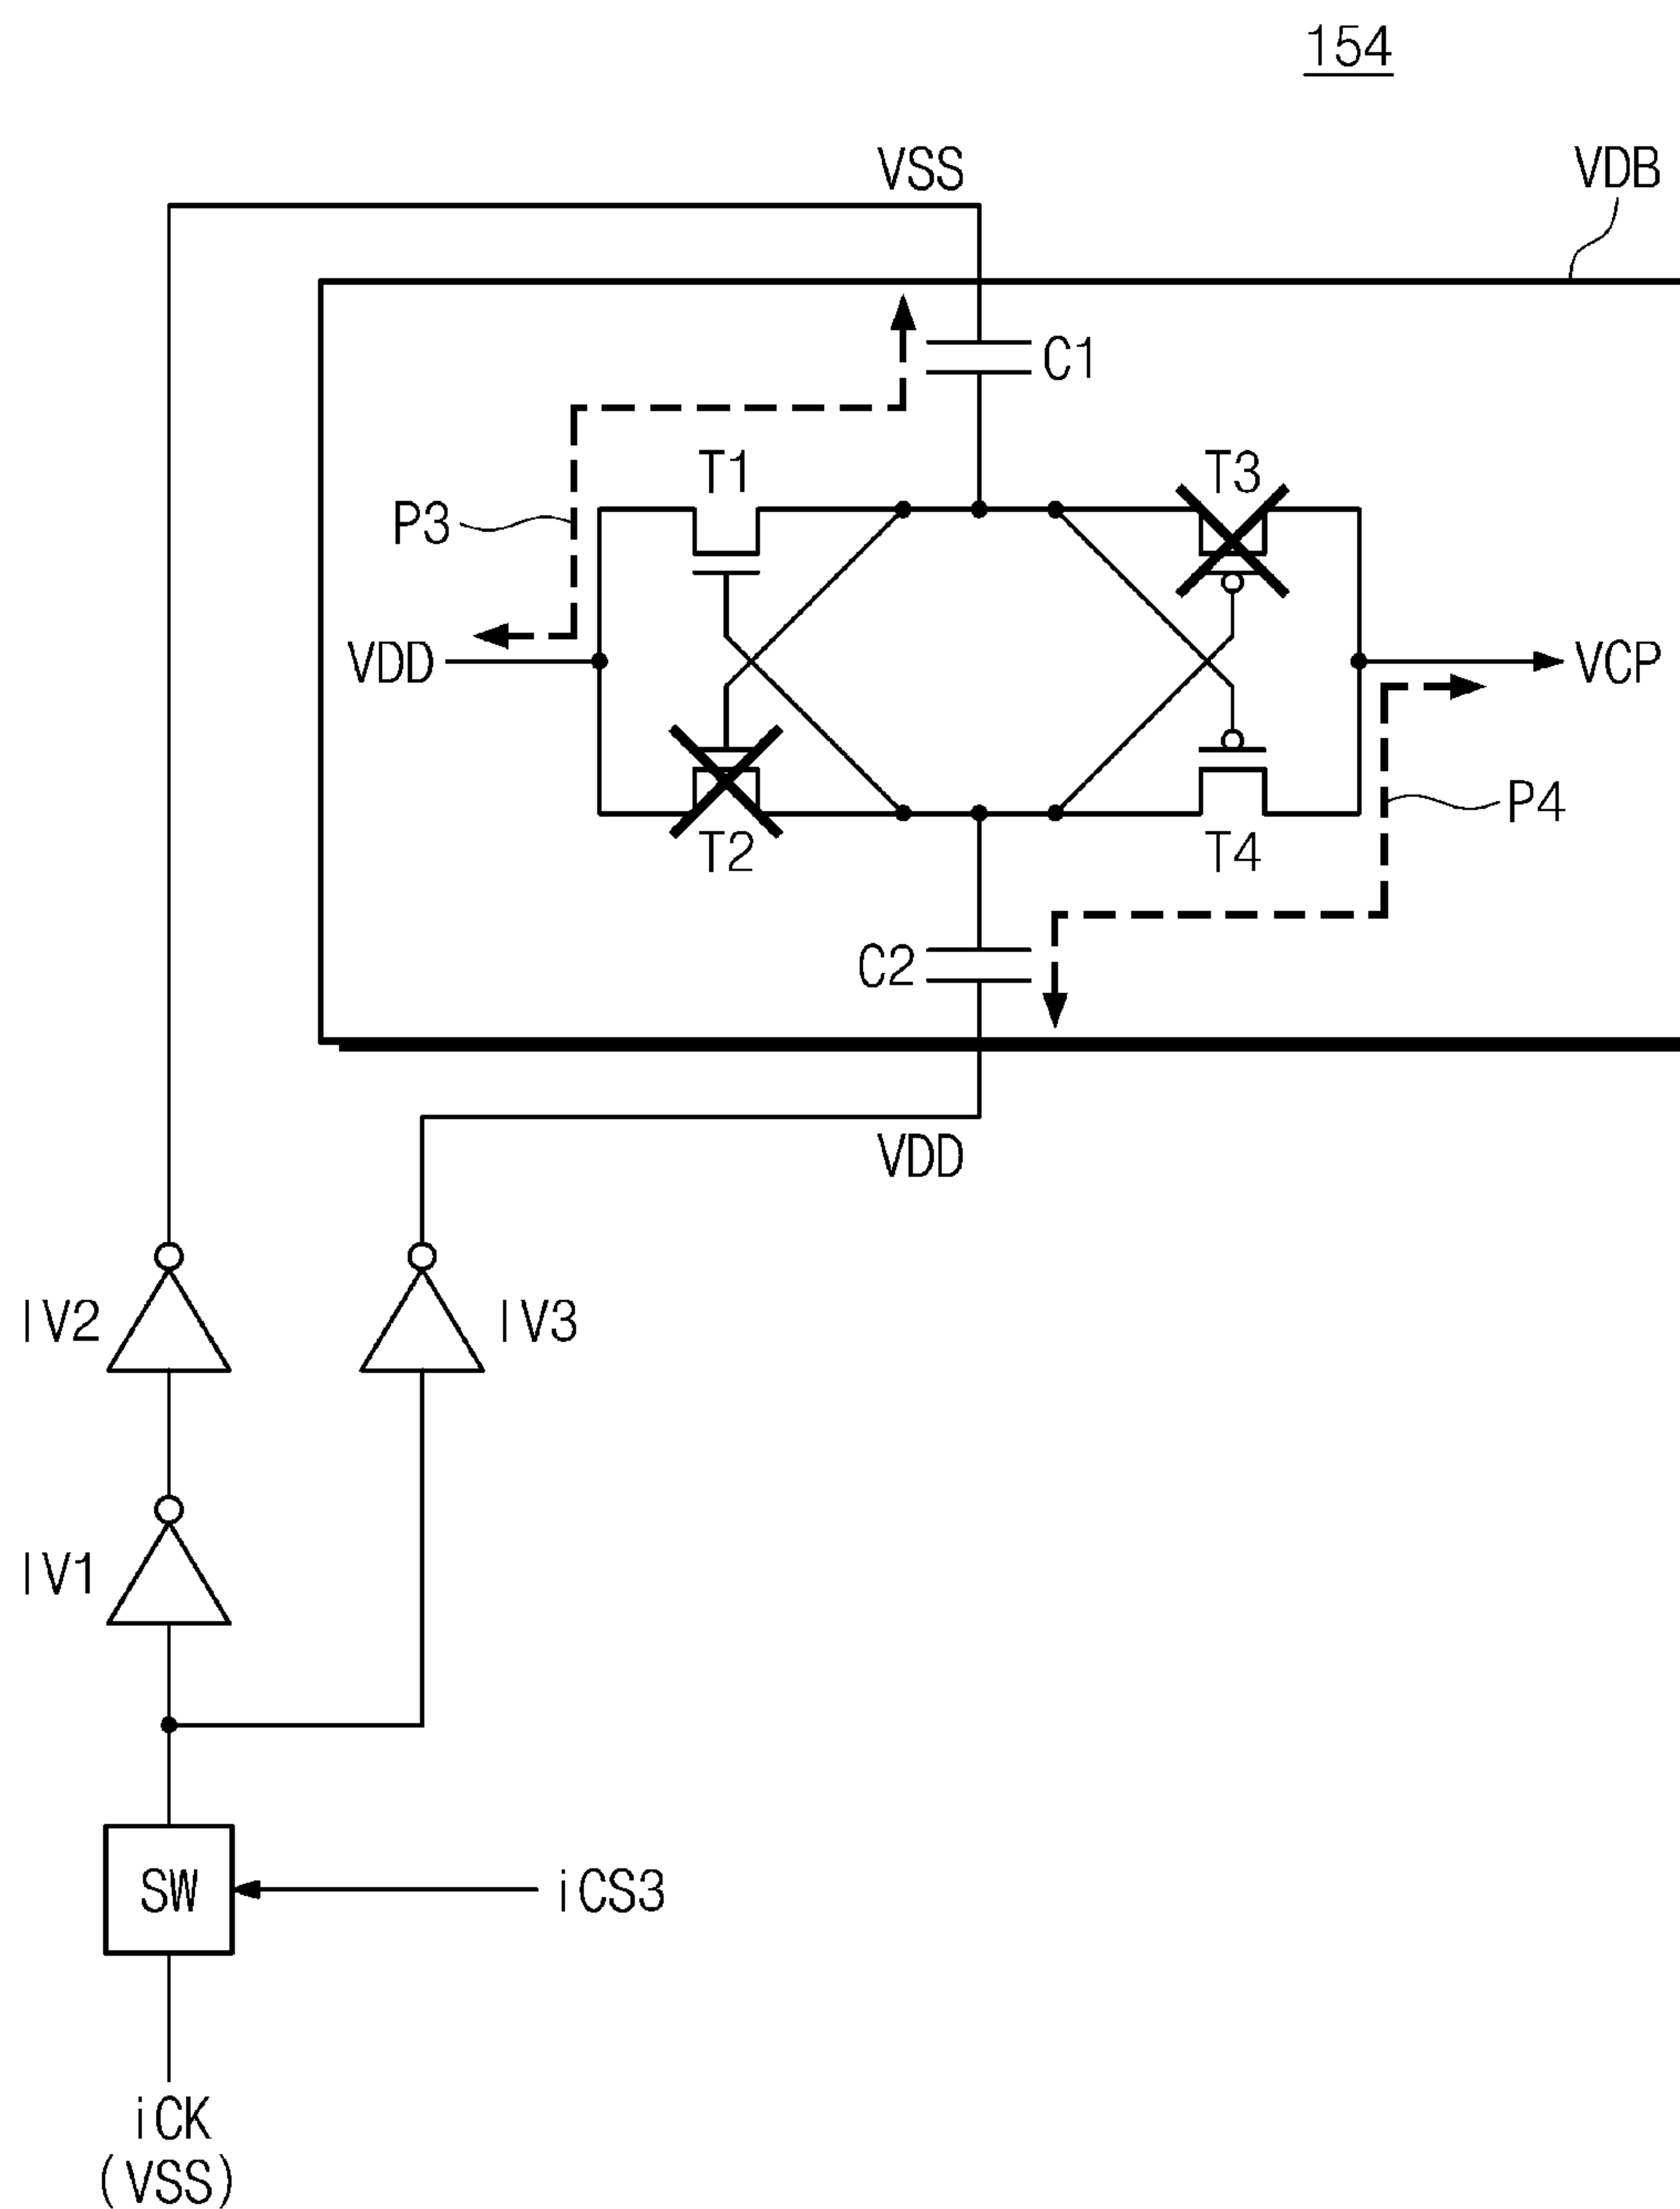 154
VSS
VDB
C1
T1
T3
P3
VDD
VCP
P4
T2
T4
C2
VDD
IV2
IV3
IV1
SW
iCS3
iCK
(VSS)